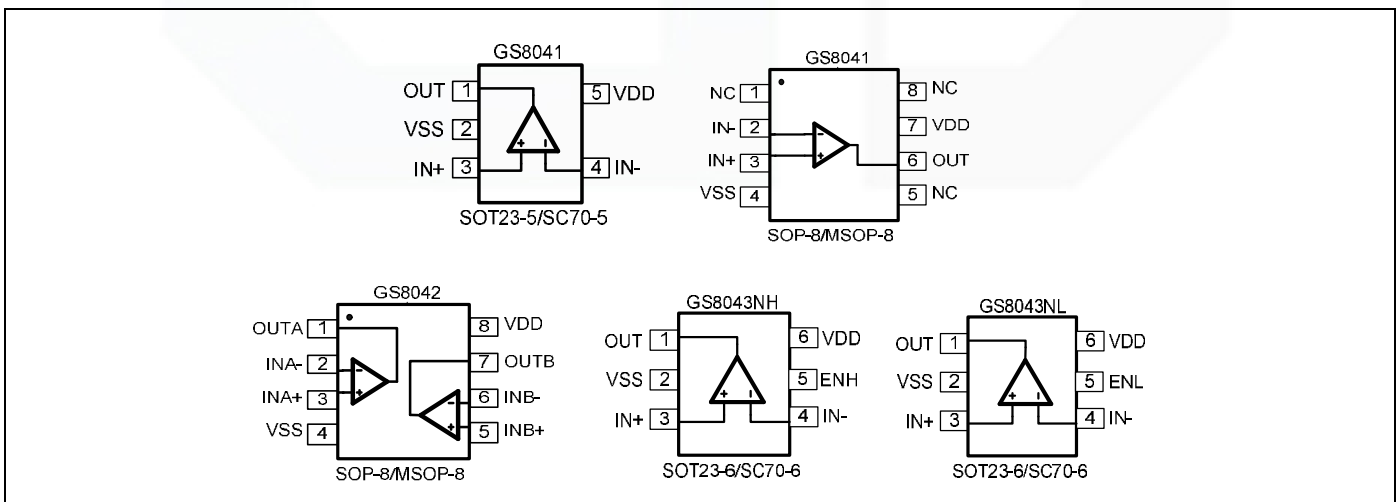 GS8041
OUT 1 5 VDD
VSS 2
IN+ 3 4 IN-
+ -
SOT23-5/SC70-5
GS8041
NC 1 8 NC
IN- 2 7 VDD
IN+ 3 6 OUT
VSS 4 5 NC
-
+
SOP-8/MSOP-8
GS8042
OUTA 1 8 VDD
INA- 2 7 OUTB
INA+ 3 6 INB-
VSS 4 5 INB+
- -
+ +
SOP-8/MSOP-8
GS8043NH
OUT 1 6 VDD
VSS 2 5 ENH
IN+ 3 4 IN-
+ -
SOT23-6/SC70-6
GS8043NL
OUT 1 6 VDD
VSS 2 5 ENL
IN+ 3 4 IN-
+ -
SOT23-6/SC70-6